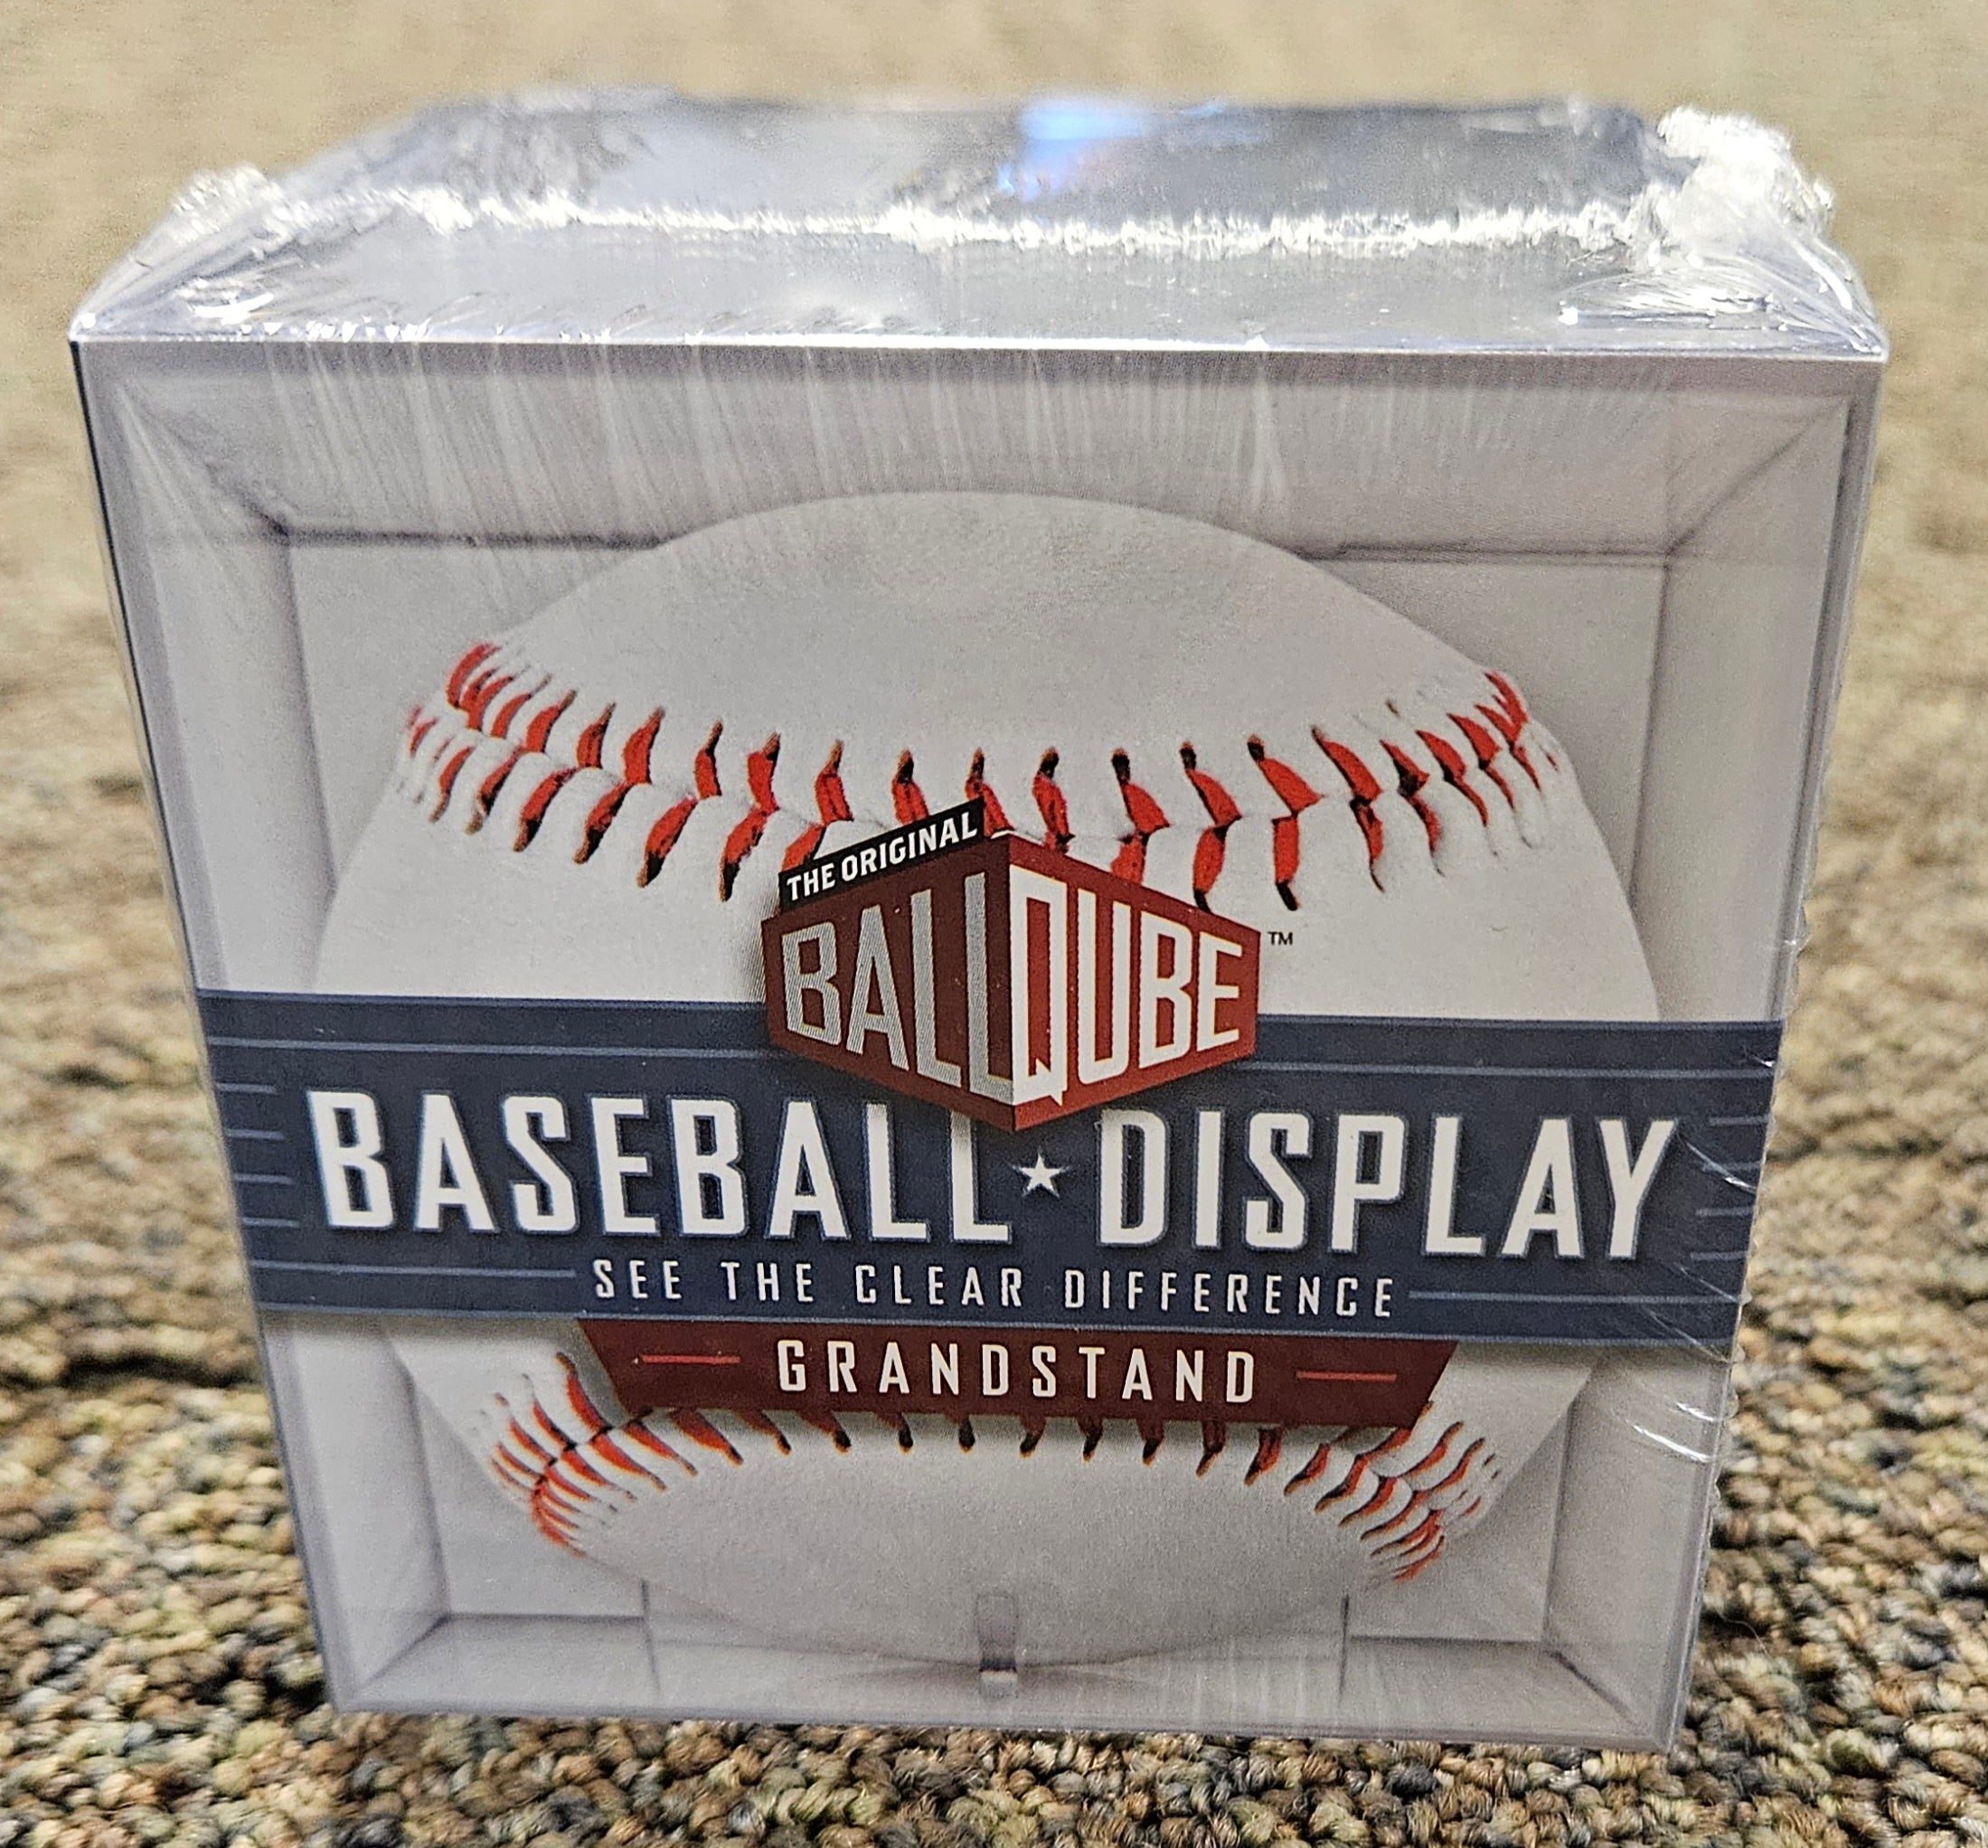 THE ORIGINAL
BALLQUBE™
BASEBALL★DISPLAY
SEE THE CLEAR DIFFERENCE
GRANDSTAND